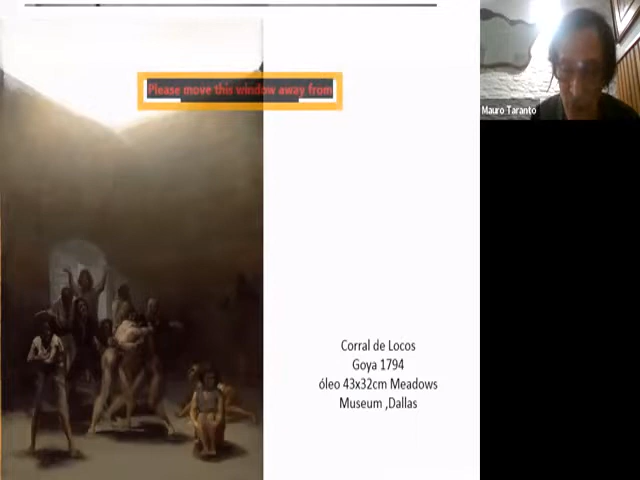 Please move this window away from
Mauro Taranto
Corral de Locos
Goya 1794
óleo 43x32cm Meadows
Museum ,Dallas